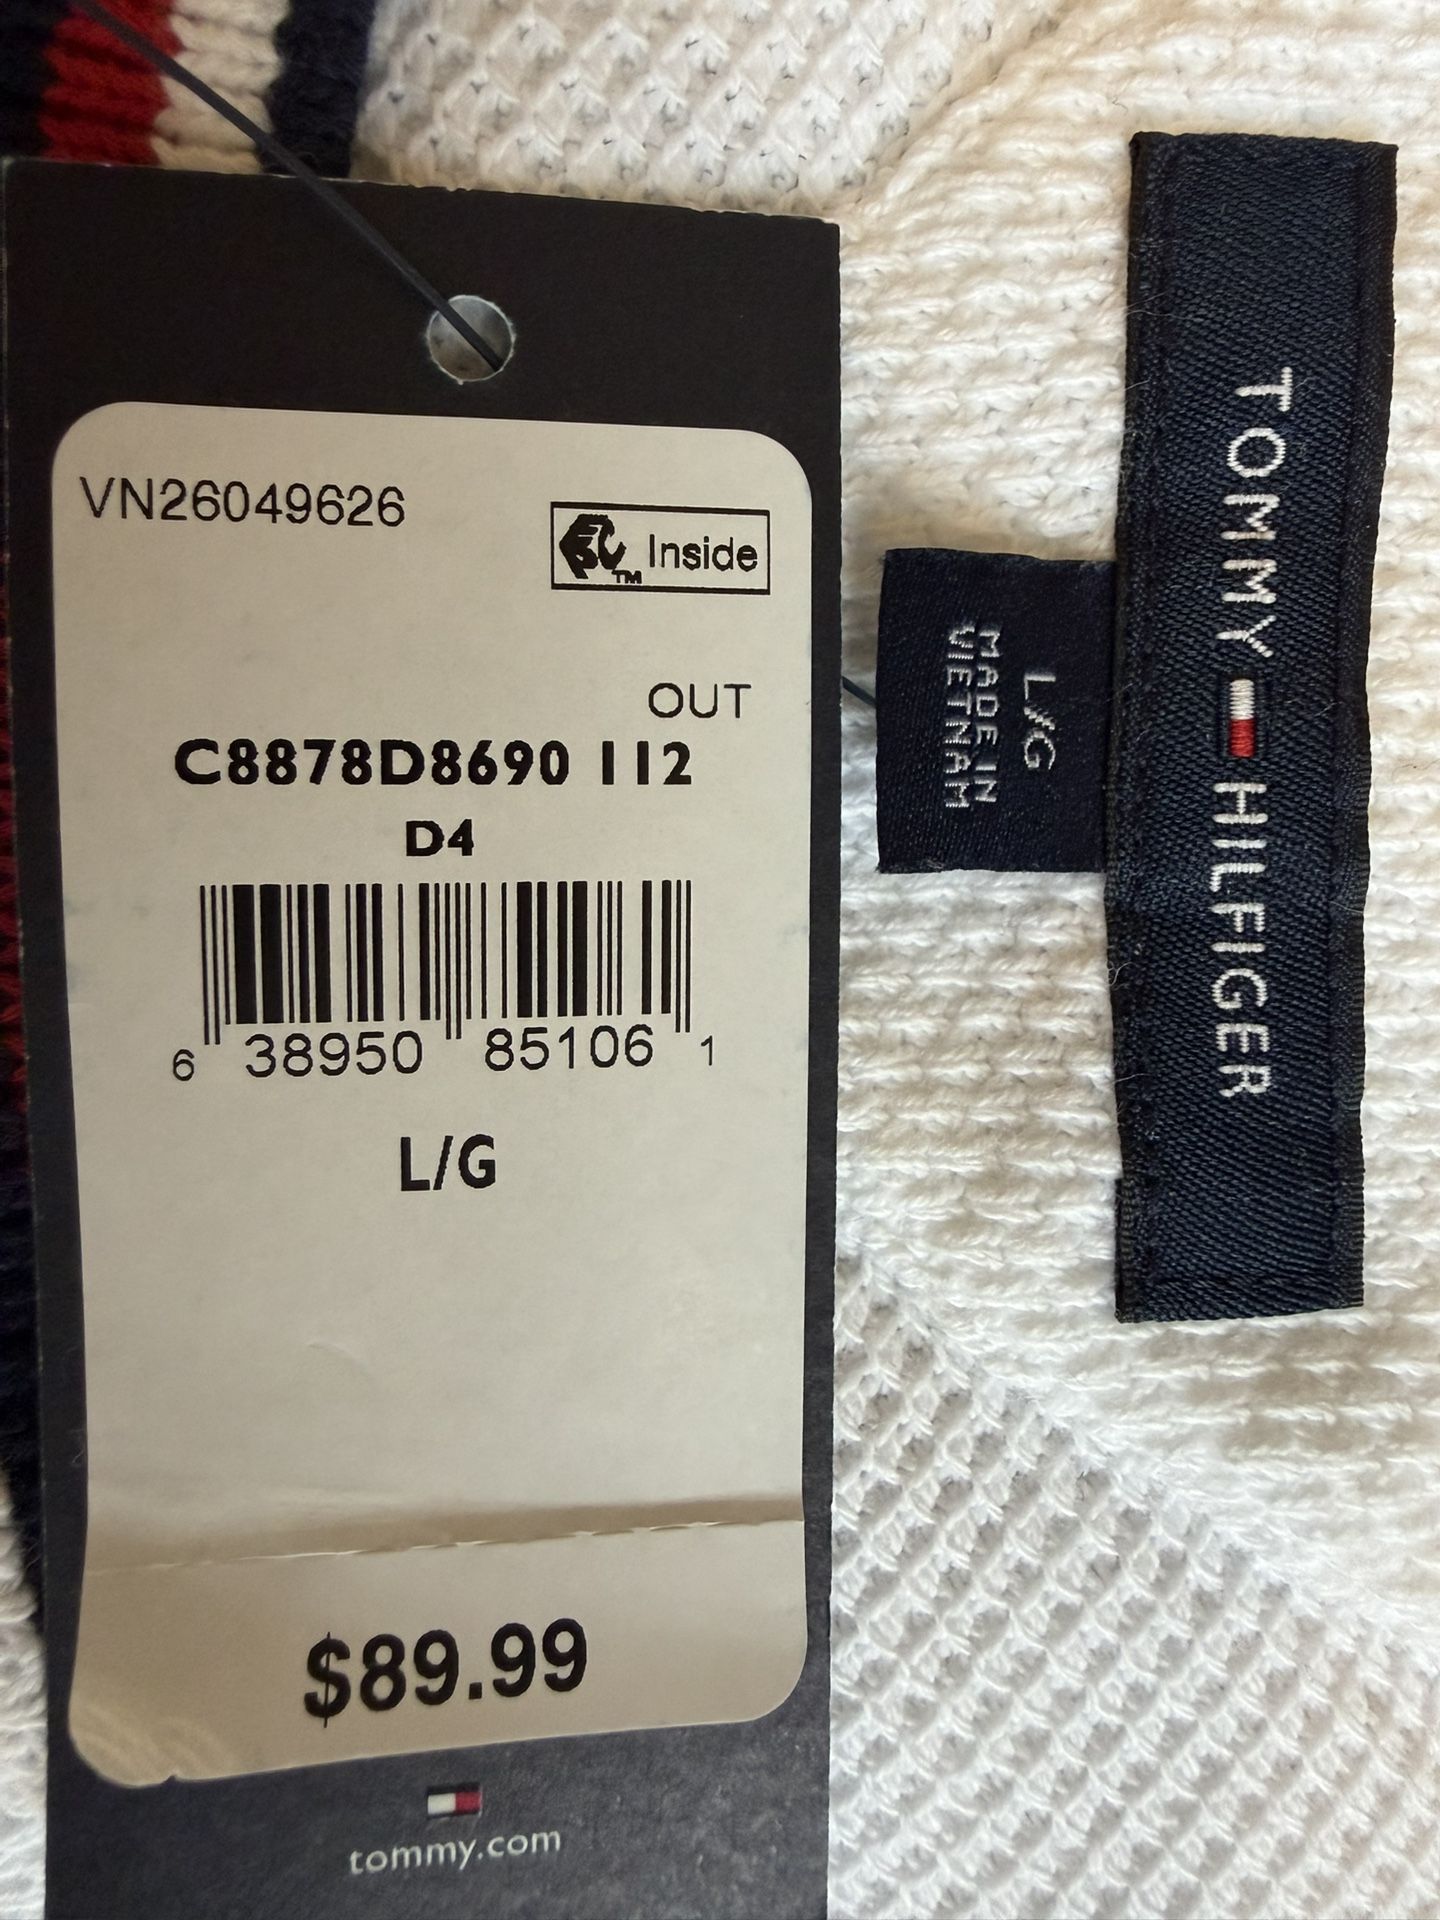 VN26049626
Inside
TM
OUT
C8878D8690 112
D4
6 38950 85106 1
L/G
$89.99
tommy.com
TOMMY HILFIGER
L/G
MADE IN
VIETNAM